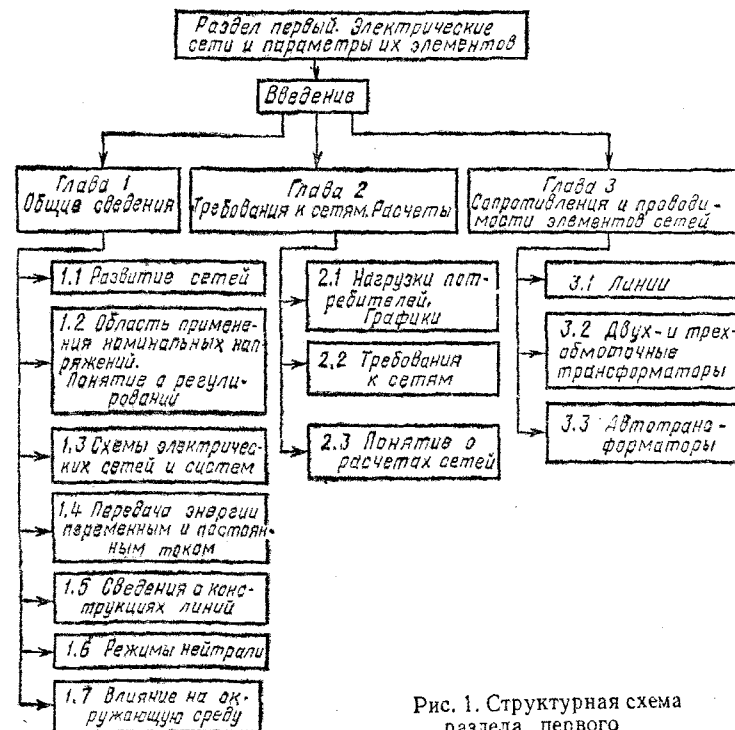 Раздел первый. Электрические
сети и параметры их элементов
Введение
Глава 1
Общие сведения
Глава 2
Требования к сетям. Расчеты
Глава 3
Сопротивления и проводи-
мости элементов сетей
1.1 Развитие сетей
1.2 Область примене-
ния номинальных нап-
ряжений.
Понятие о регули-
рований
1.3 Схемы электричес-
ких сетей и систем
1.4 Передача энергии
переменным и постоян-
ным током
1.5 Сведения о конс-
трукциях линий
1.6 Режимы нейтрали
1.7 Влияние на ок-
ружающую среду
2.1 Нагрузки пот-
ребителей.
Графики
2.2 Требования
к сетям
2.3 Понятие о
расчетах сетей
3.1 Линии
3.2 Двух- и трех-
обмоточные
трансформаторы
3.3 Автотранс-
форматоры
Рис. 1. Структурная схема
раздела первого